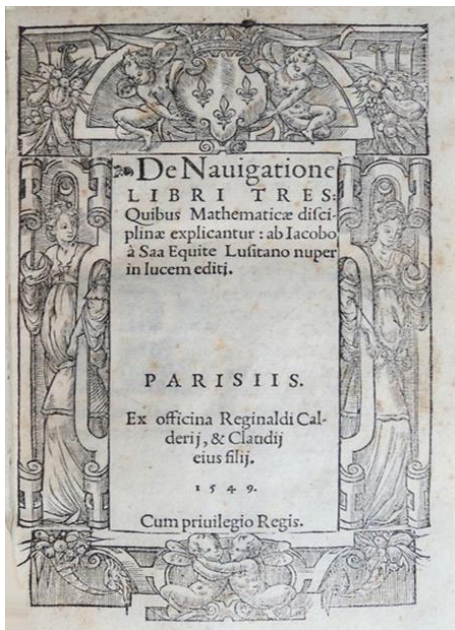 De Nauigatione
LIBRI TRES:
Quibus Mathematicæ disci-
plinæ explicantur : ab Iacobo
à Saa Equite Lusitano nuper
in lucem editi.
PARISIIS.
Ex officina Reginaldi Cal-
derij, & Claudij
eius filij.
1549.
Cum priuilegio Regis.